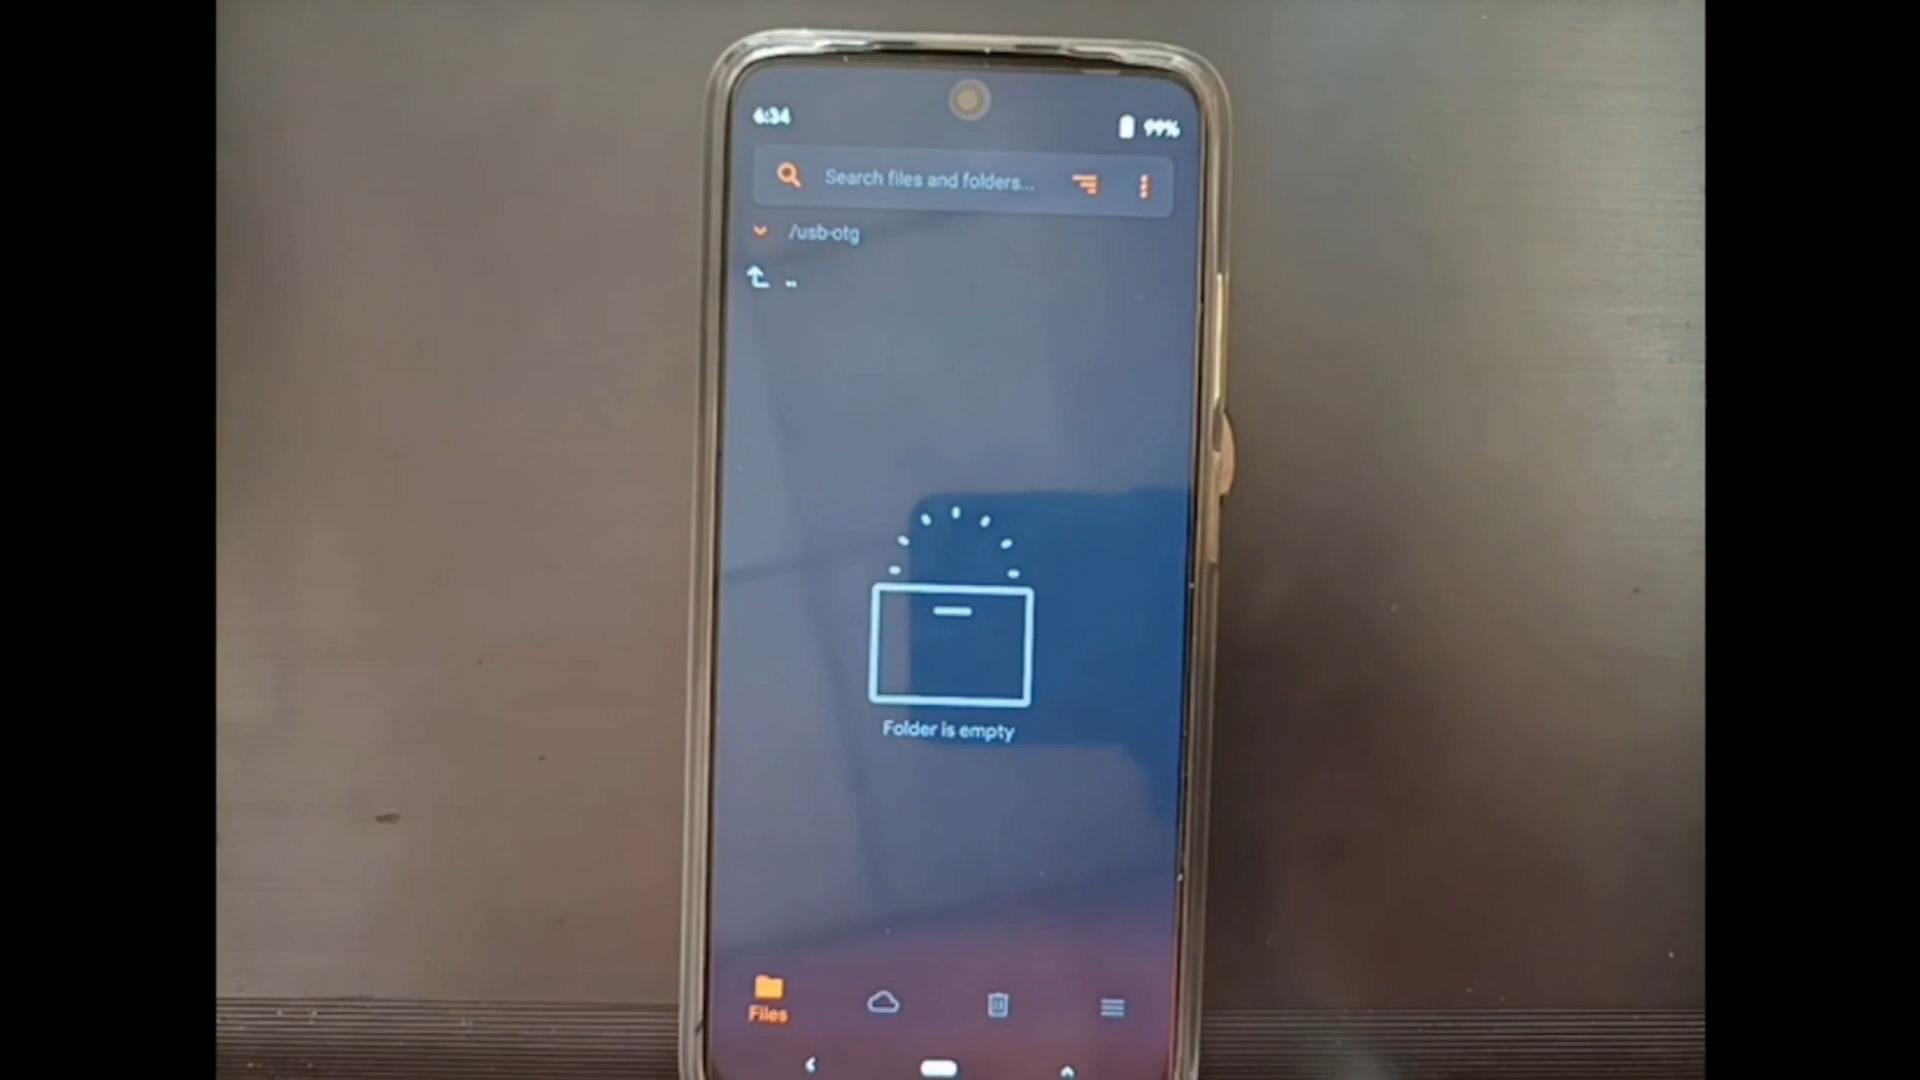 6:34
99%
Search files and folders...
/usb-otg
..
Folder is empty
Files